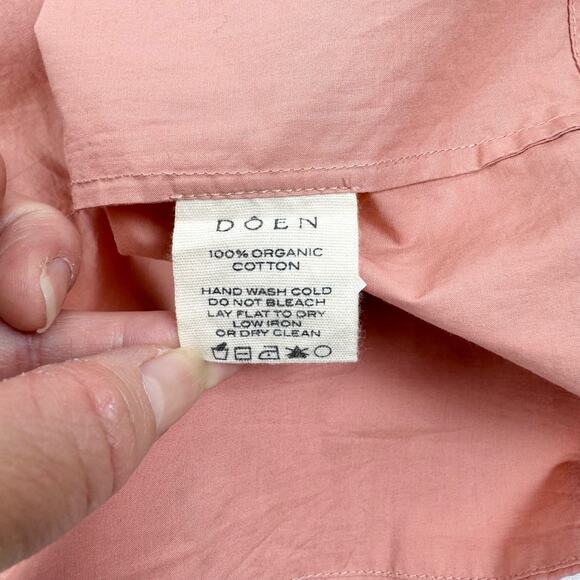 DÔEN
100% ORGANIC
COTTON
HAND WASH COLD
DO NOT BLEACH
LAY FLAT TO DRY
LOW IRON
OR DRY CLEAN